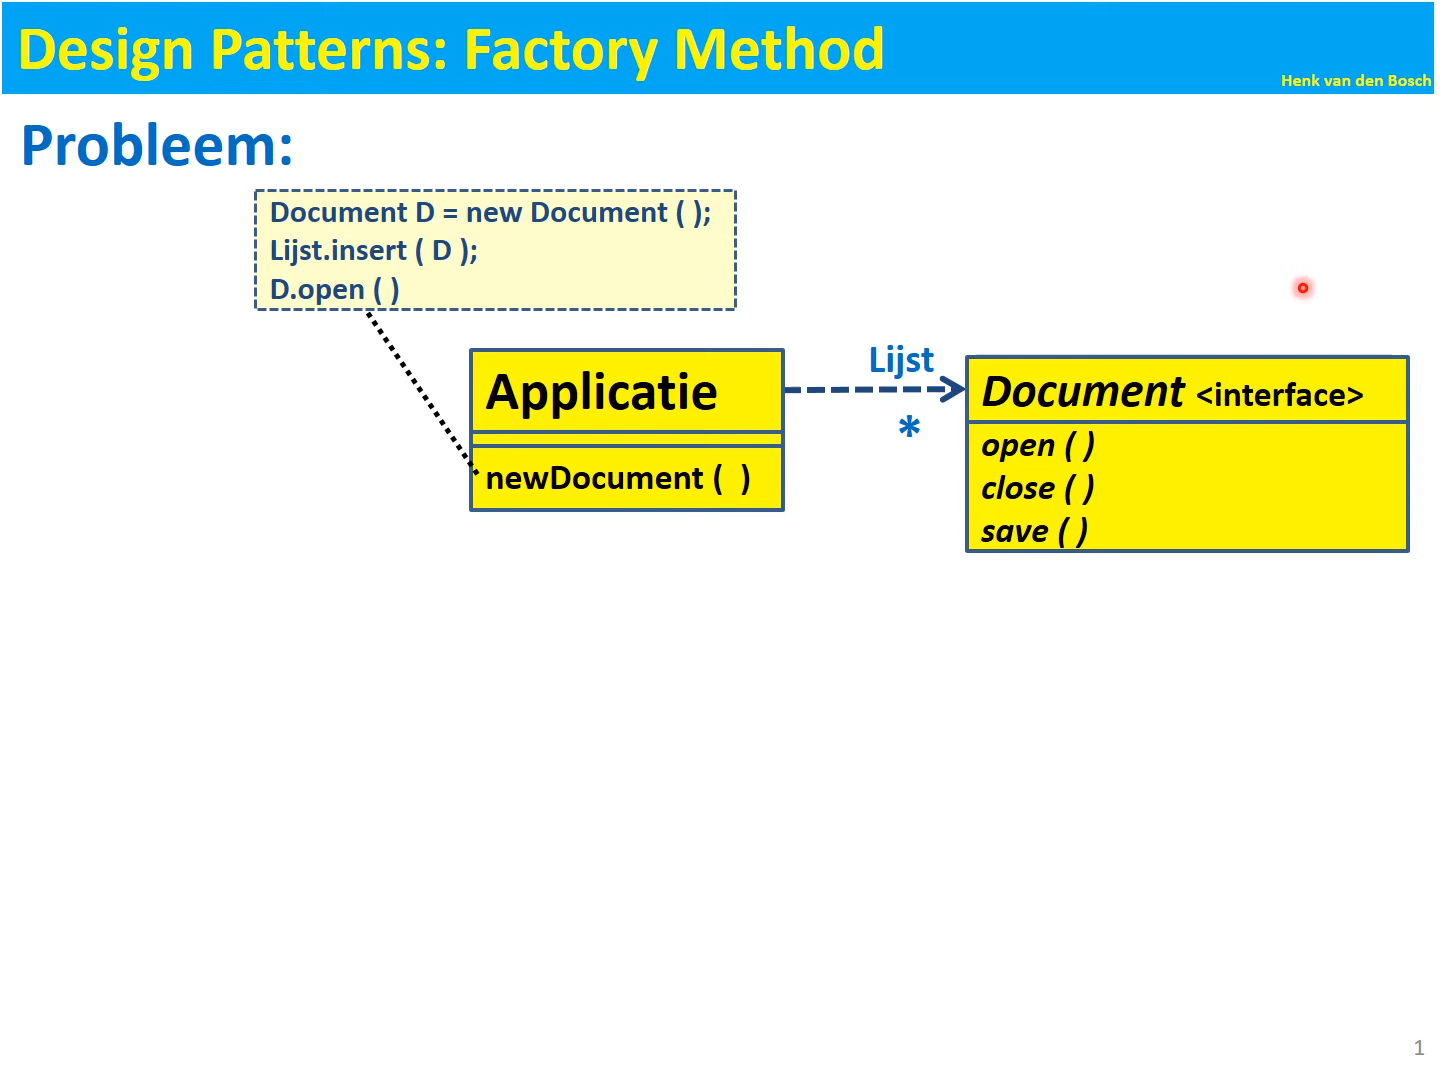 Design Patterns: Factory Method
Henk van den Bosch
Probleem:
Document D = new Document ( );
Lijst.insert ( D );
D.open ( )
Applicatie
newDocument (  )
Lijst
*
Document <interface>
open ( )
close ( )
save ( )
1